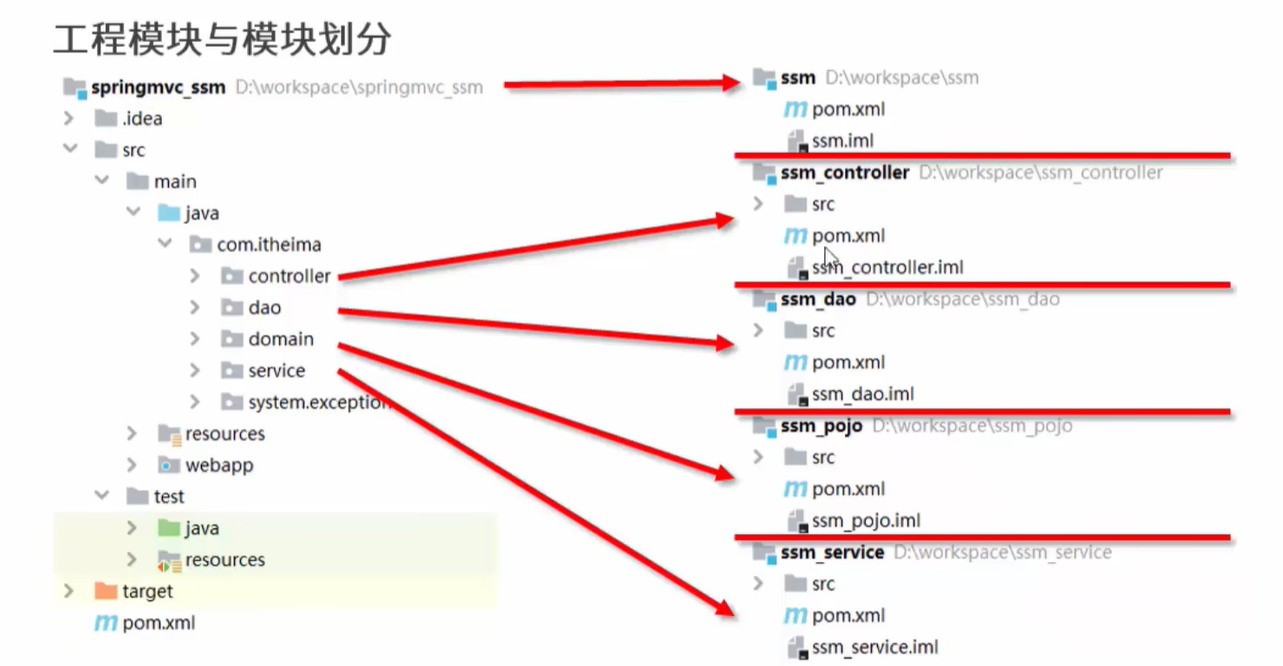 工程模块与模块划分
springmvc_ssm D:\workspace\springmvc_ssm
.idea
src
main
java
com.itheima
controller
dao
domain
service
system.exception
resources
webapp
test
java
resources
target
pom.xml
ssm D:\workspace\ssm
pom.xml
ssm.iml
ssm_controller D:\workspace\ssm_controller
src
pom.xml
ssm_controller.iml
ssm_dao D:\workspace\ssm_dao
src
pom.xml
ssm_dao.iml
ssm_pojo D:\workspace\ssm_pojo
src
pom.xml
ssm_pojo.iml
ssm_service D:\workspace\ssm_service
src
pom.xml
ssm_service.iml